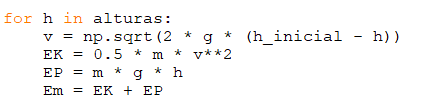 for h in alturas:
    v = np.sqrt(2 * g * (h_inicial - h))
    EK = 0.5 * m * v**2
    EP = m * g * h
    Em = EK + EP